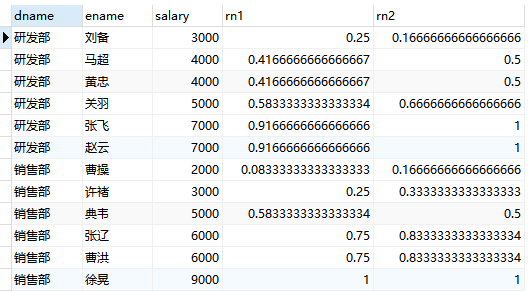 dname ename salary rn1 rn2
研发部 刘备 3000 0.25 0.16666666666666666
研发部 马超 4000 0.4166666666666667 0.5
研发部 黄忠 4000 0.4166666666666667 0.5
研发部 关羽 5000 0.5833333333333334 0.6666666666666666
研发部 张飞 7000 0.9166666666666666 1
研发部 赵云 7000 0.9166666666666666 1
销售部 曹操 2000 0.08333333333333333 0.16666666666666666
销售部 许褚 3000 0.25 0.3333333333333333
销售部 典韦 5000 0.5833333333333334 0.5
销售部 张辽 6000 0.75 0.8333333333333334
销售部 曹洪 6000 0.75 0.8333333333333334
销售部 徐晃 9000 1 1